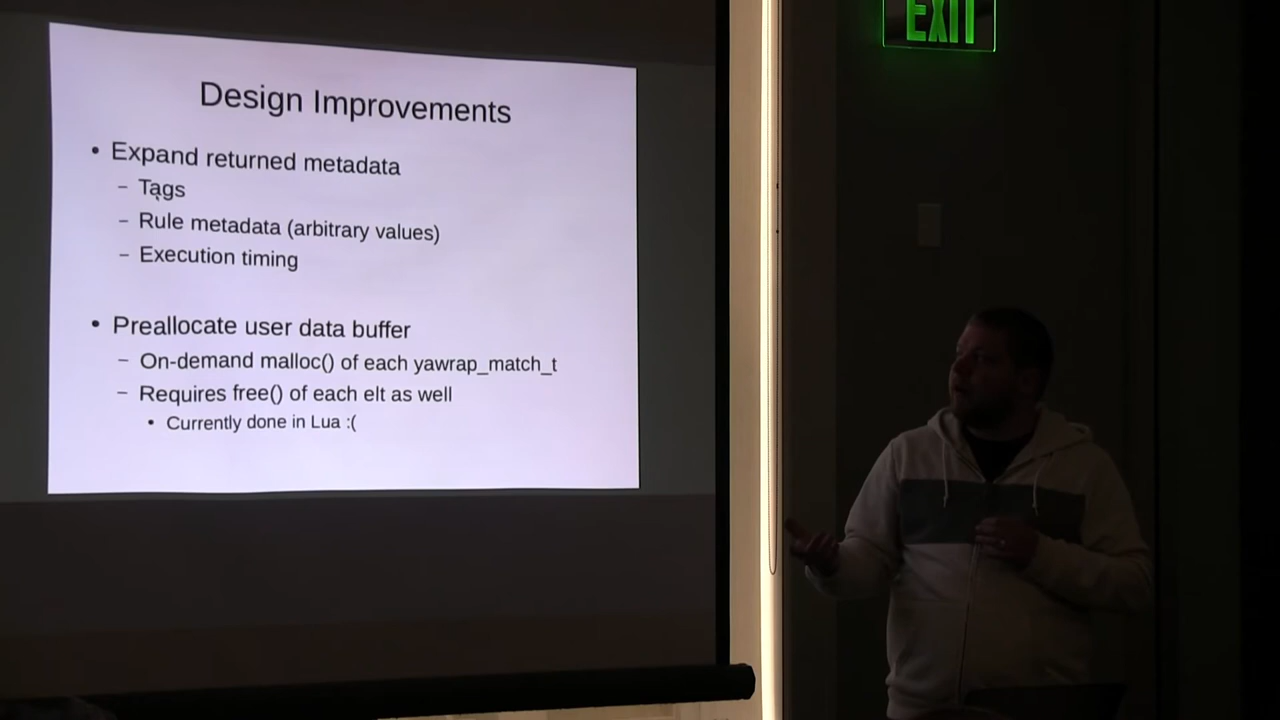 EXIT
Design Improvements
• Expand returned metadata
– Tags
– Rule metadata (arbitrary values)
– Execution timing
• Preallocate user data buffer
– On-demand malloc() of each yawrap_match_t
– Requires free() of each elt as well
• Currently done in Lua :(